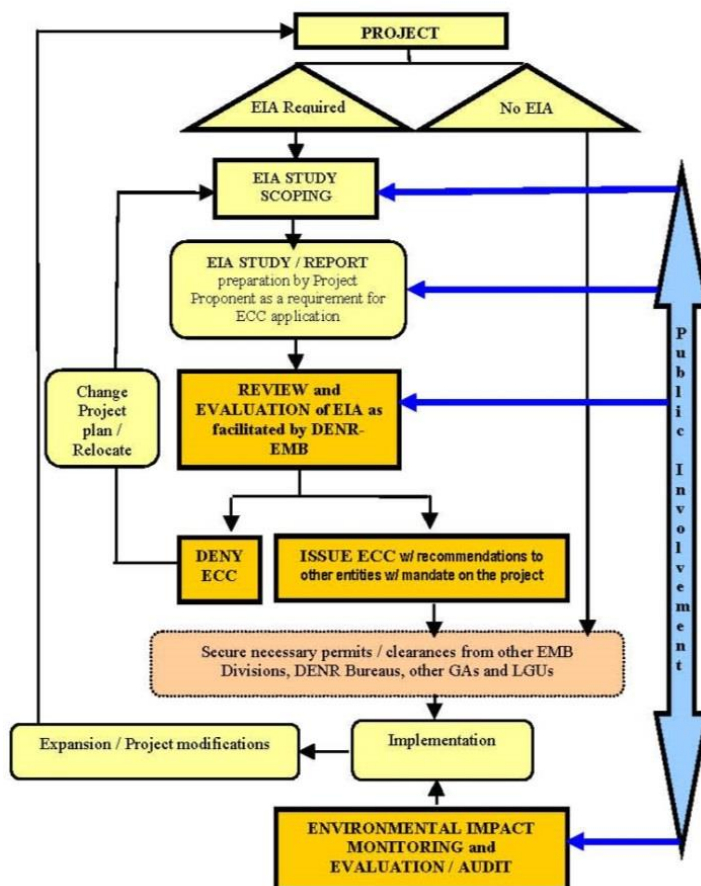 PROJECT
EIA Required
No EIA
EIA STUDY
SCOPING
EIA STUDY / REPORT
preparation by Project
Proponent as a requirement for
ECC application
Change
Project
plan /
Relocate
REVIEW and
EVALUATION of EIA as
facilitated by DENR-
EMB
DENY
ECC
ISSUE ECC w/ recommendations to
other entities w/ mandate on the project
Secure necessary permits / clearances from other EMB
Divisions, DENR Bureaus, other GAs and LGUs
Expansion / Project modifications
Implementation
ENVIRONMENTAL IMPACT
MONITORING and
EVALUATION / AUDIT
Public Involvement